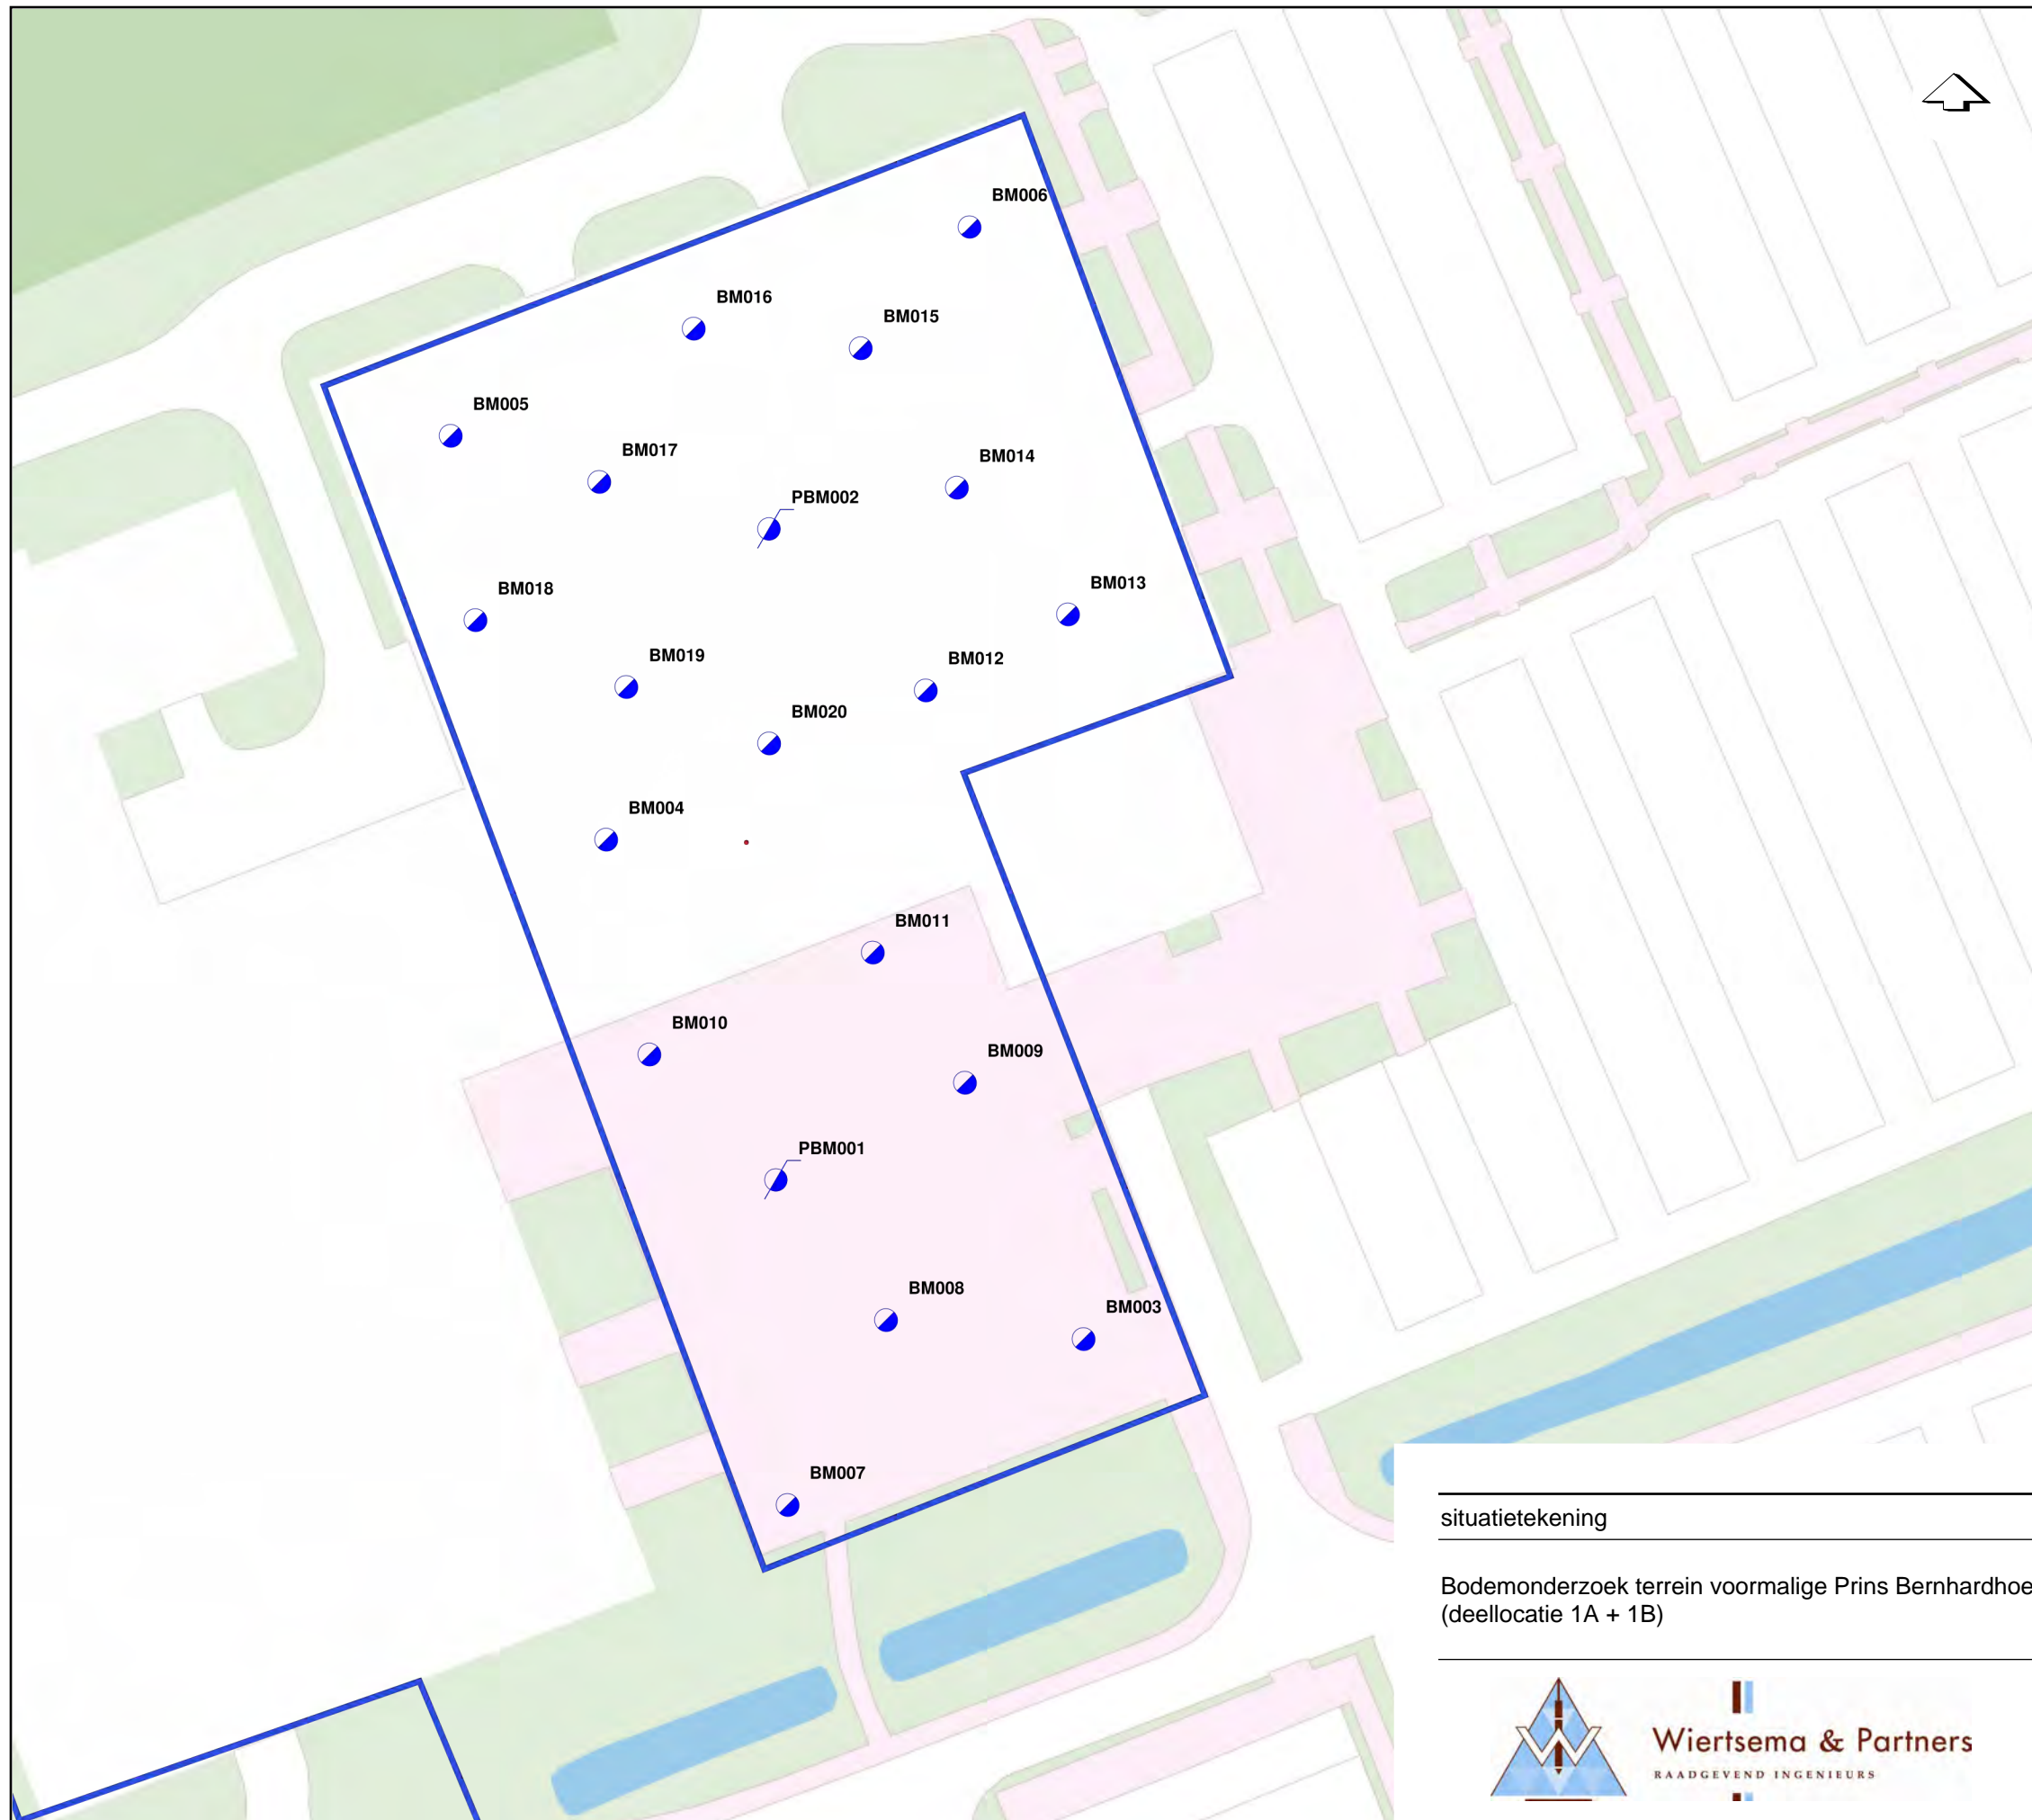 BM006
BM016
BM015
BM005
BM017
BM014
PBM002
BM013
BM018
BM019
BM012
BM020
BM004
BM011
BM010
BM009
PBM001
BM008
BM003
BM007
situatietekening
Bodemonderzoek terrein voormalige Prins Bernhardhoe
(deellocatie 1A + 1B)
Wiertsema & Partners
RAADGEVEND INGENIEURS